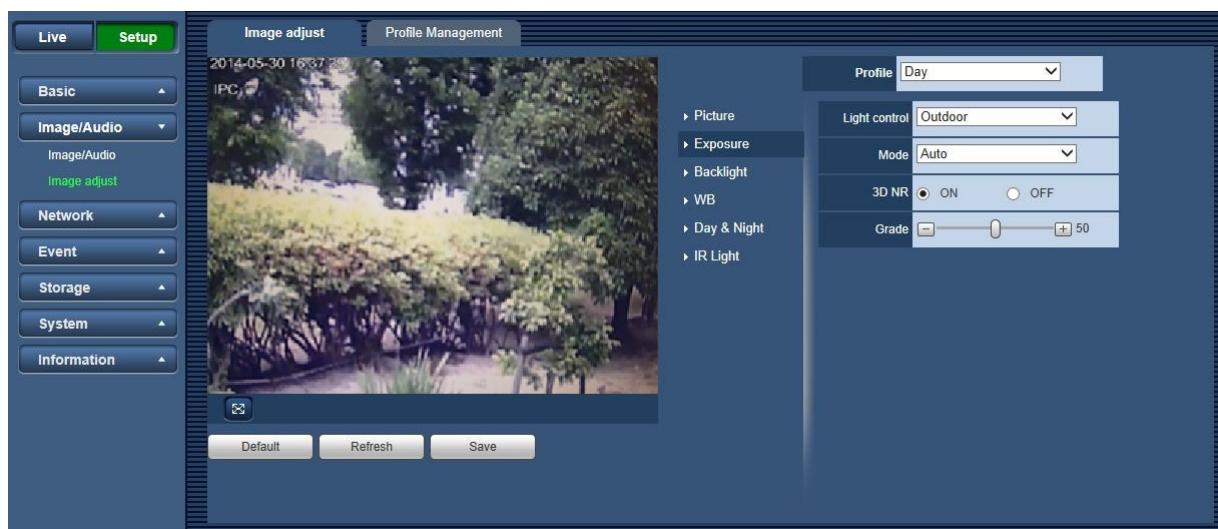 Live Setup
Basic
Image/Audio
Image/Audio
Image adjust
Network
Event
Storage
System
Information
Image adjust Profile Management
2014-05-30 16:37:
IPC
Default Refresh Save
Picture
Exposure
Backlight
WB
Day & Night
IR Light
Profile Day
Light control Outdoor
Mode Auto
3D NR ON OFF
Grade 50